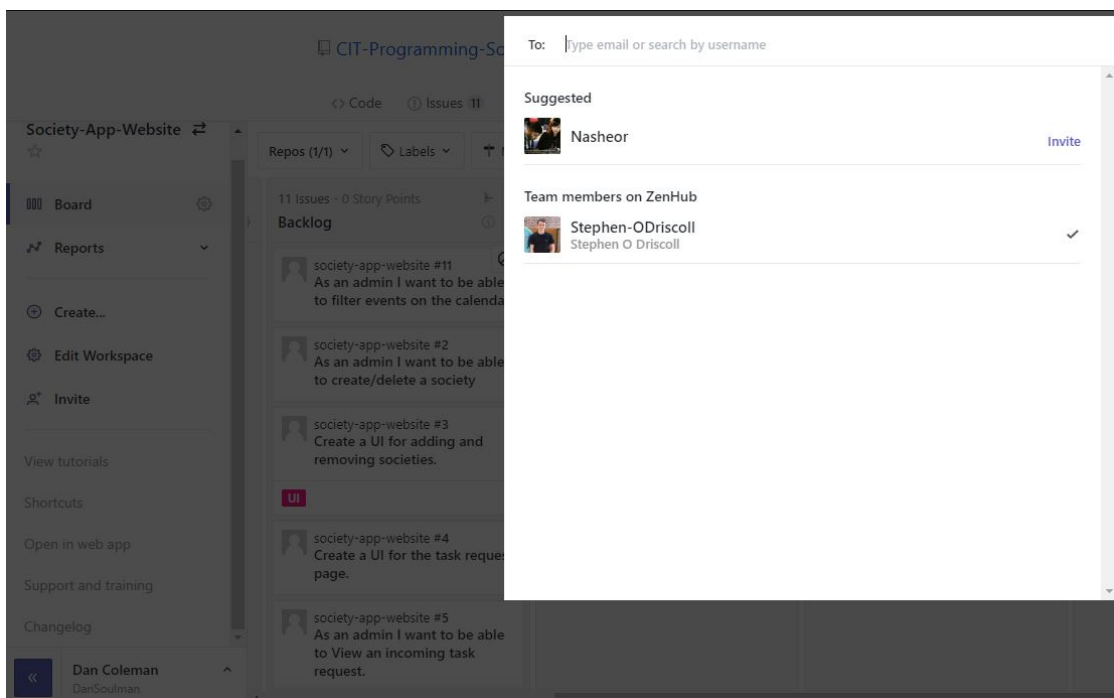 CIT-Programming-So
Code
Issues 11
Society-App-Website
Board
Reports
Create...
Edit Workspace
Invite
View tutorials
Shortcuts
Open in web app
Support and training
Changelog
Dan Coleman
DanSoulman
Repos (1/1)
Labels
11 Issues · 0 Story Points
Backlog
society-app-website #11
As an admin I want to be able
to filter events on the calenda
society-app-website #2
As an admin I want to be able
to create/delete a society
society-app-website #3
Create a UI for adding and
removing societies.
UI
society-app-website #4
Create a UI for the task reques
page.
society-app-website #5
As an admin I want to be able
to View an incoming task
request.
To: Type email or search by username
Suggested
Nasheor
Invite
Team members on ZenHub
Stephen-ODriscoll
Stephen O Driscoll